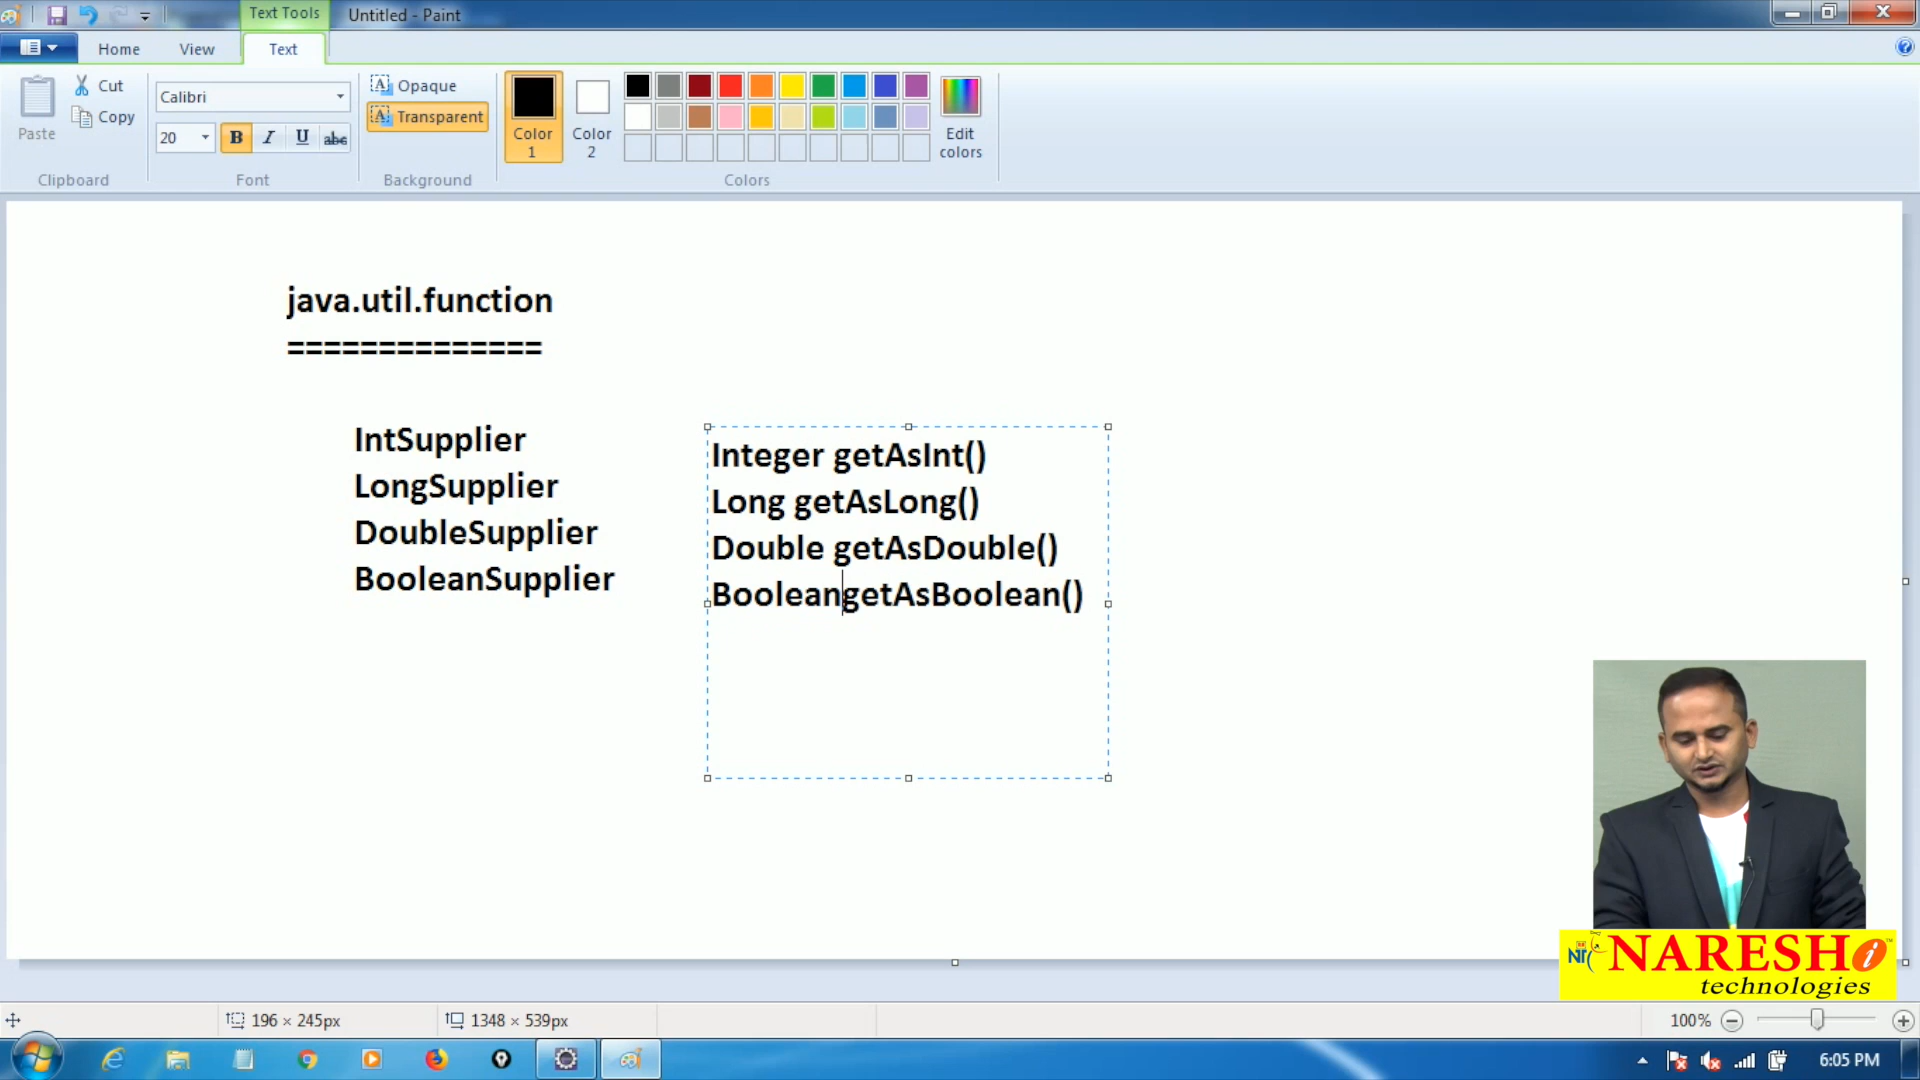 Text Tools
Untitled - Paint
Home
View
Text
Paste
Cut
Copy
Clipboard
Calibri
20
B
I
U
abc
Font
Opaque
Transparent
Background
Color
1
Color
2
Edit
colors
Colors
java.util.function
==============
IntSupplier
LongSupplier
DoubleSupplier
BooleanSupplier
Integer getAsInt()
Long getAsLong()
Double getAsDouble()
BooleangetAsBoolean()
NARESH i
technologies
196 × 245px
1348 × 539px
100%
6:05 PM